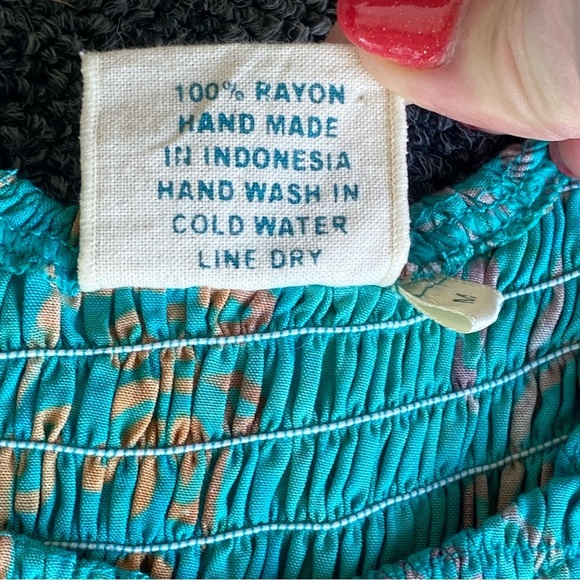 100% RAYON
HAND MADE
IN INDONESIA
HAND WASH IN
COLD WATER
LINE DRY
M